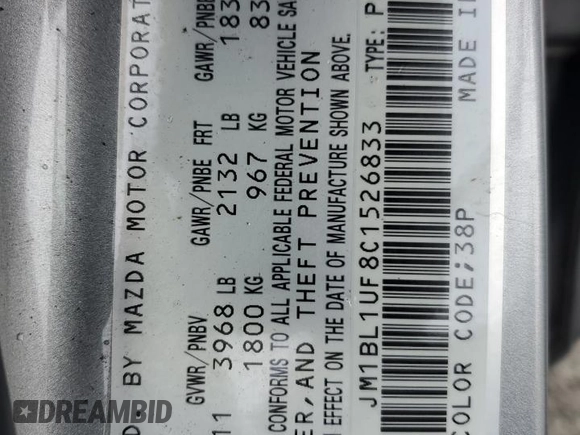 D. BY MAZDA MOTOR CORPORAT
GVWR/PNBV GAWR/PNBE FRT GAWR/PNBE
11 3968 LB 2132 LB 183
1800 KG 967 KG 83
CONFORMS TO ALL APPLICABLE FEDERAL MOTOR VEHICLE SA
ER, AND THEFT PREVENTION
EFFECT ON THE DATE OF MANUFACTURE SHOWN ABOVE.
JM1BL1UF8C1526833 TYPE: P
COLOR CODE;38P MADE I
DREAMBID